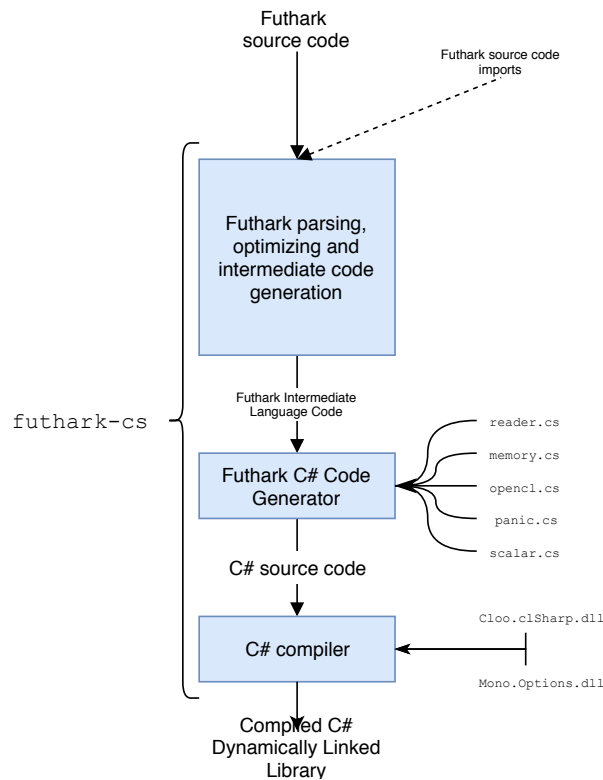 Futhark
source code
Futhark source code
imports
Futhark parsing,
optimizing and
intermediate code
generation
Futhark Intermediate
Language Code
futhark-cs
reader.cs
memory.cs
opencl.cs
panic.cs
scalar.cs
Futhark C# Code
Generator
C# source code
Cloo.clSharp.dll
C# compiler
Mono.Options.dll
Compiled C#
Dynamically Linked
Library